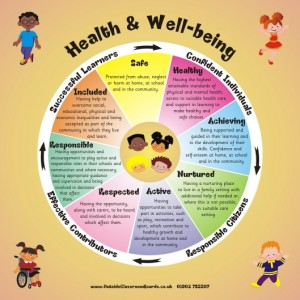 Health & Well-being
Successful Learners
Confident Individuals
Responsible Citizens
Effective Contributors
Safe
Protected from abuse, neglect
or harm at home, at school
and in the community.
Healthy
Having the highest
attainable standards of
physical and mental health,
access to suitable health care,
and support in learning to
make healthy and
safe choices.
Achieving
Being supported and
guided in their learning and
in the development of their
skills. Confidence and
self-esteem at home, at school
and in the community.
Nurtured
Having a nurturing place
to live in a family setting with
additional help if needed or,
where this is not possible,
in suitable care
setting.
Active
Having opportunities to
take part in activities
such as play, recreation and
sport, which contribute to
healthy growth and
development at home
and in the community.
Respected
Having the opportunity,
along with carers, to be heard
and involved in decisions
which affect them.
Responsible
Having opportunities and
encouragement to play active and
responsible roles in their schools and
communities and where necessary,
having appropriate guidance
and supervision and being
involved in decisions
that affect
them.
Included
Having help to overcome
social, educational, physical and
economic inequalities and being
accepted as part of the
community in which they
live and learn.